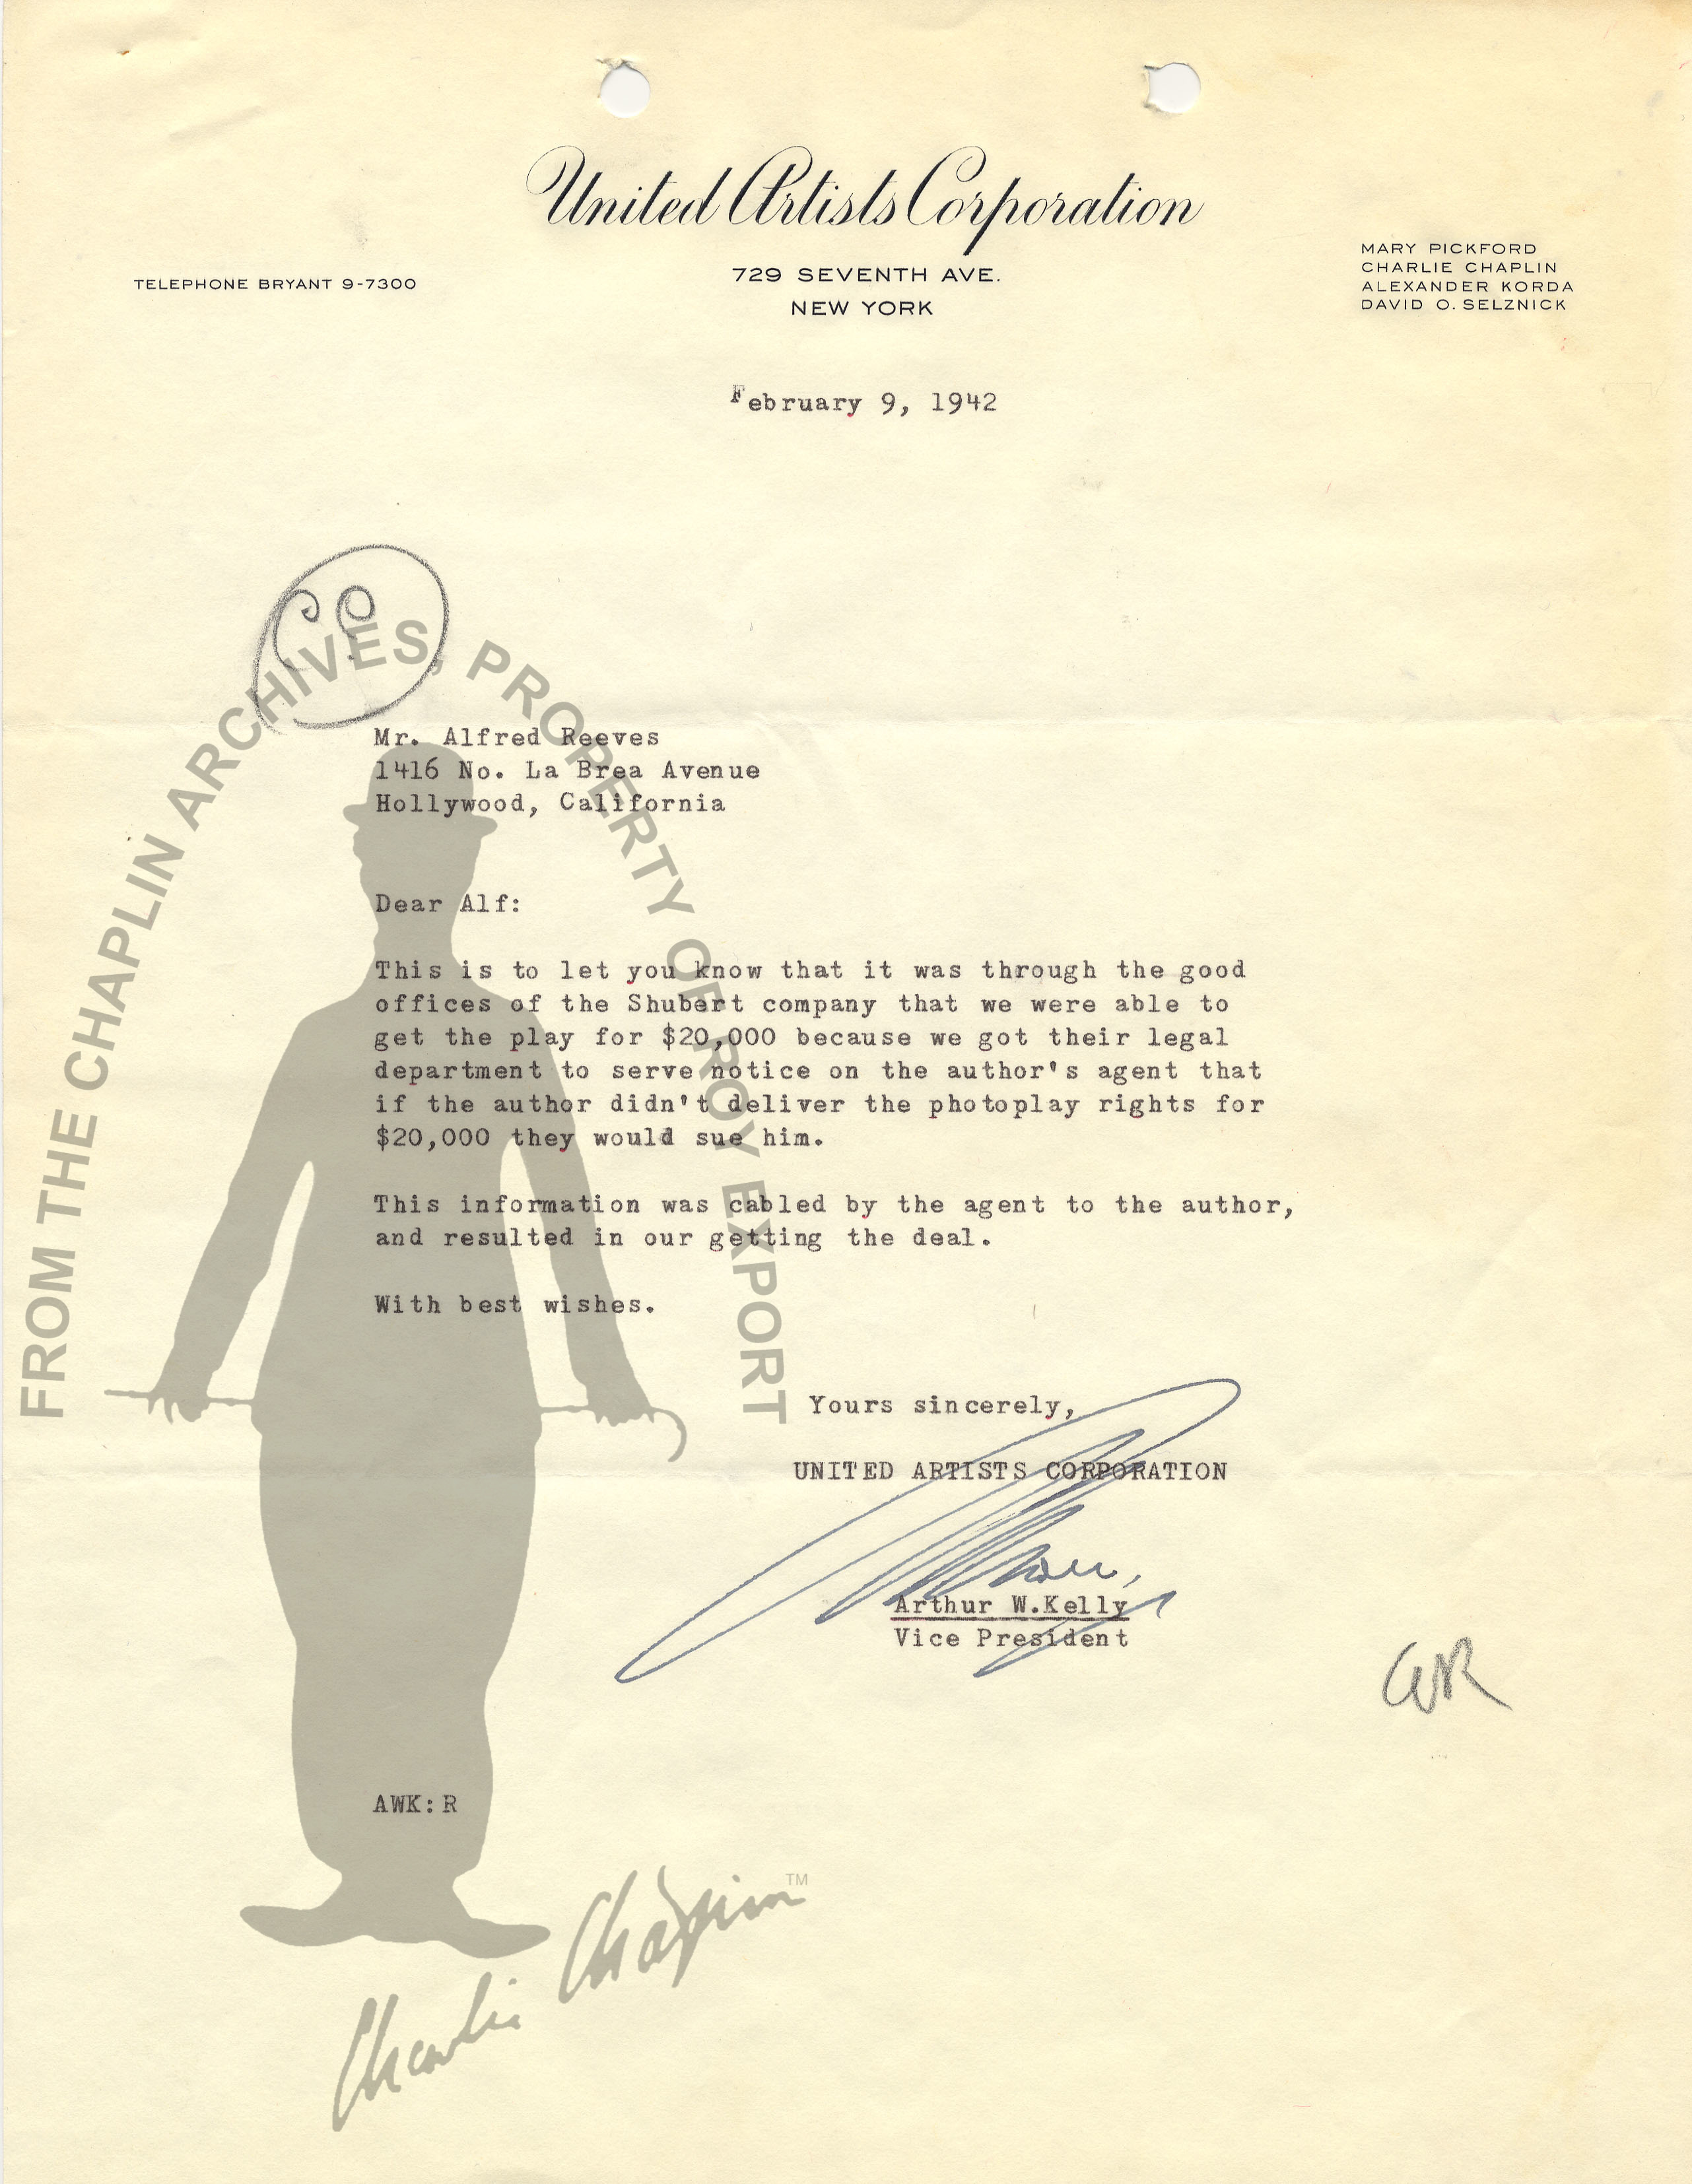 United Artists Corporation
729 SEVENTH AVE.
NEW YORK
TELEPHONE BRYANT 9-7300
MARY PICKFORD
CHARLIE CHAPLIN
ALEXANDER KORDA
DAVID O. SELZNICK
February 9, 1942
FROM THE CHAPLIN ARCHIVES, PROPERTY OF ROY EXPORT
Mr. Alfred Reeves
1416 No. La Brea Avenue
Hollywood, California
Dear Alf:
This is to let you know that it was through the good
offices of the Shubert company that we were able to
get the play for $20,000 because we got their legal
department to serve notice on the author's agent that
if the author didn't deliver the photoplay rights for
$20,000 they would sue him.
This information was cabled by the agent to the author,
and resulted in our getting the deal.
With best wishes.
Yours sincerely,
UNITED ARTISTS CORPORATION
Arthur W.Kelly
Vice President
AWK:R
Charlie Chaplin TM